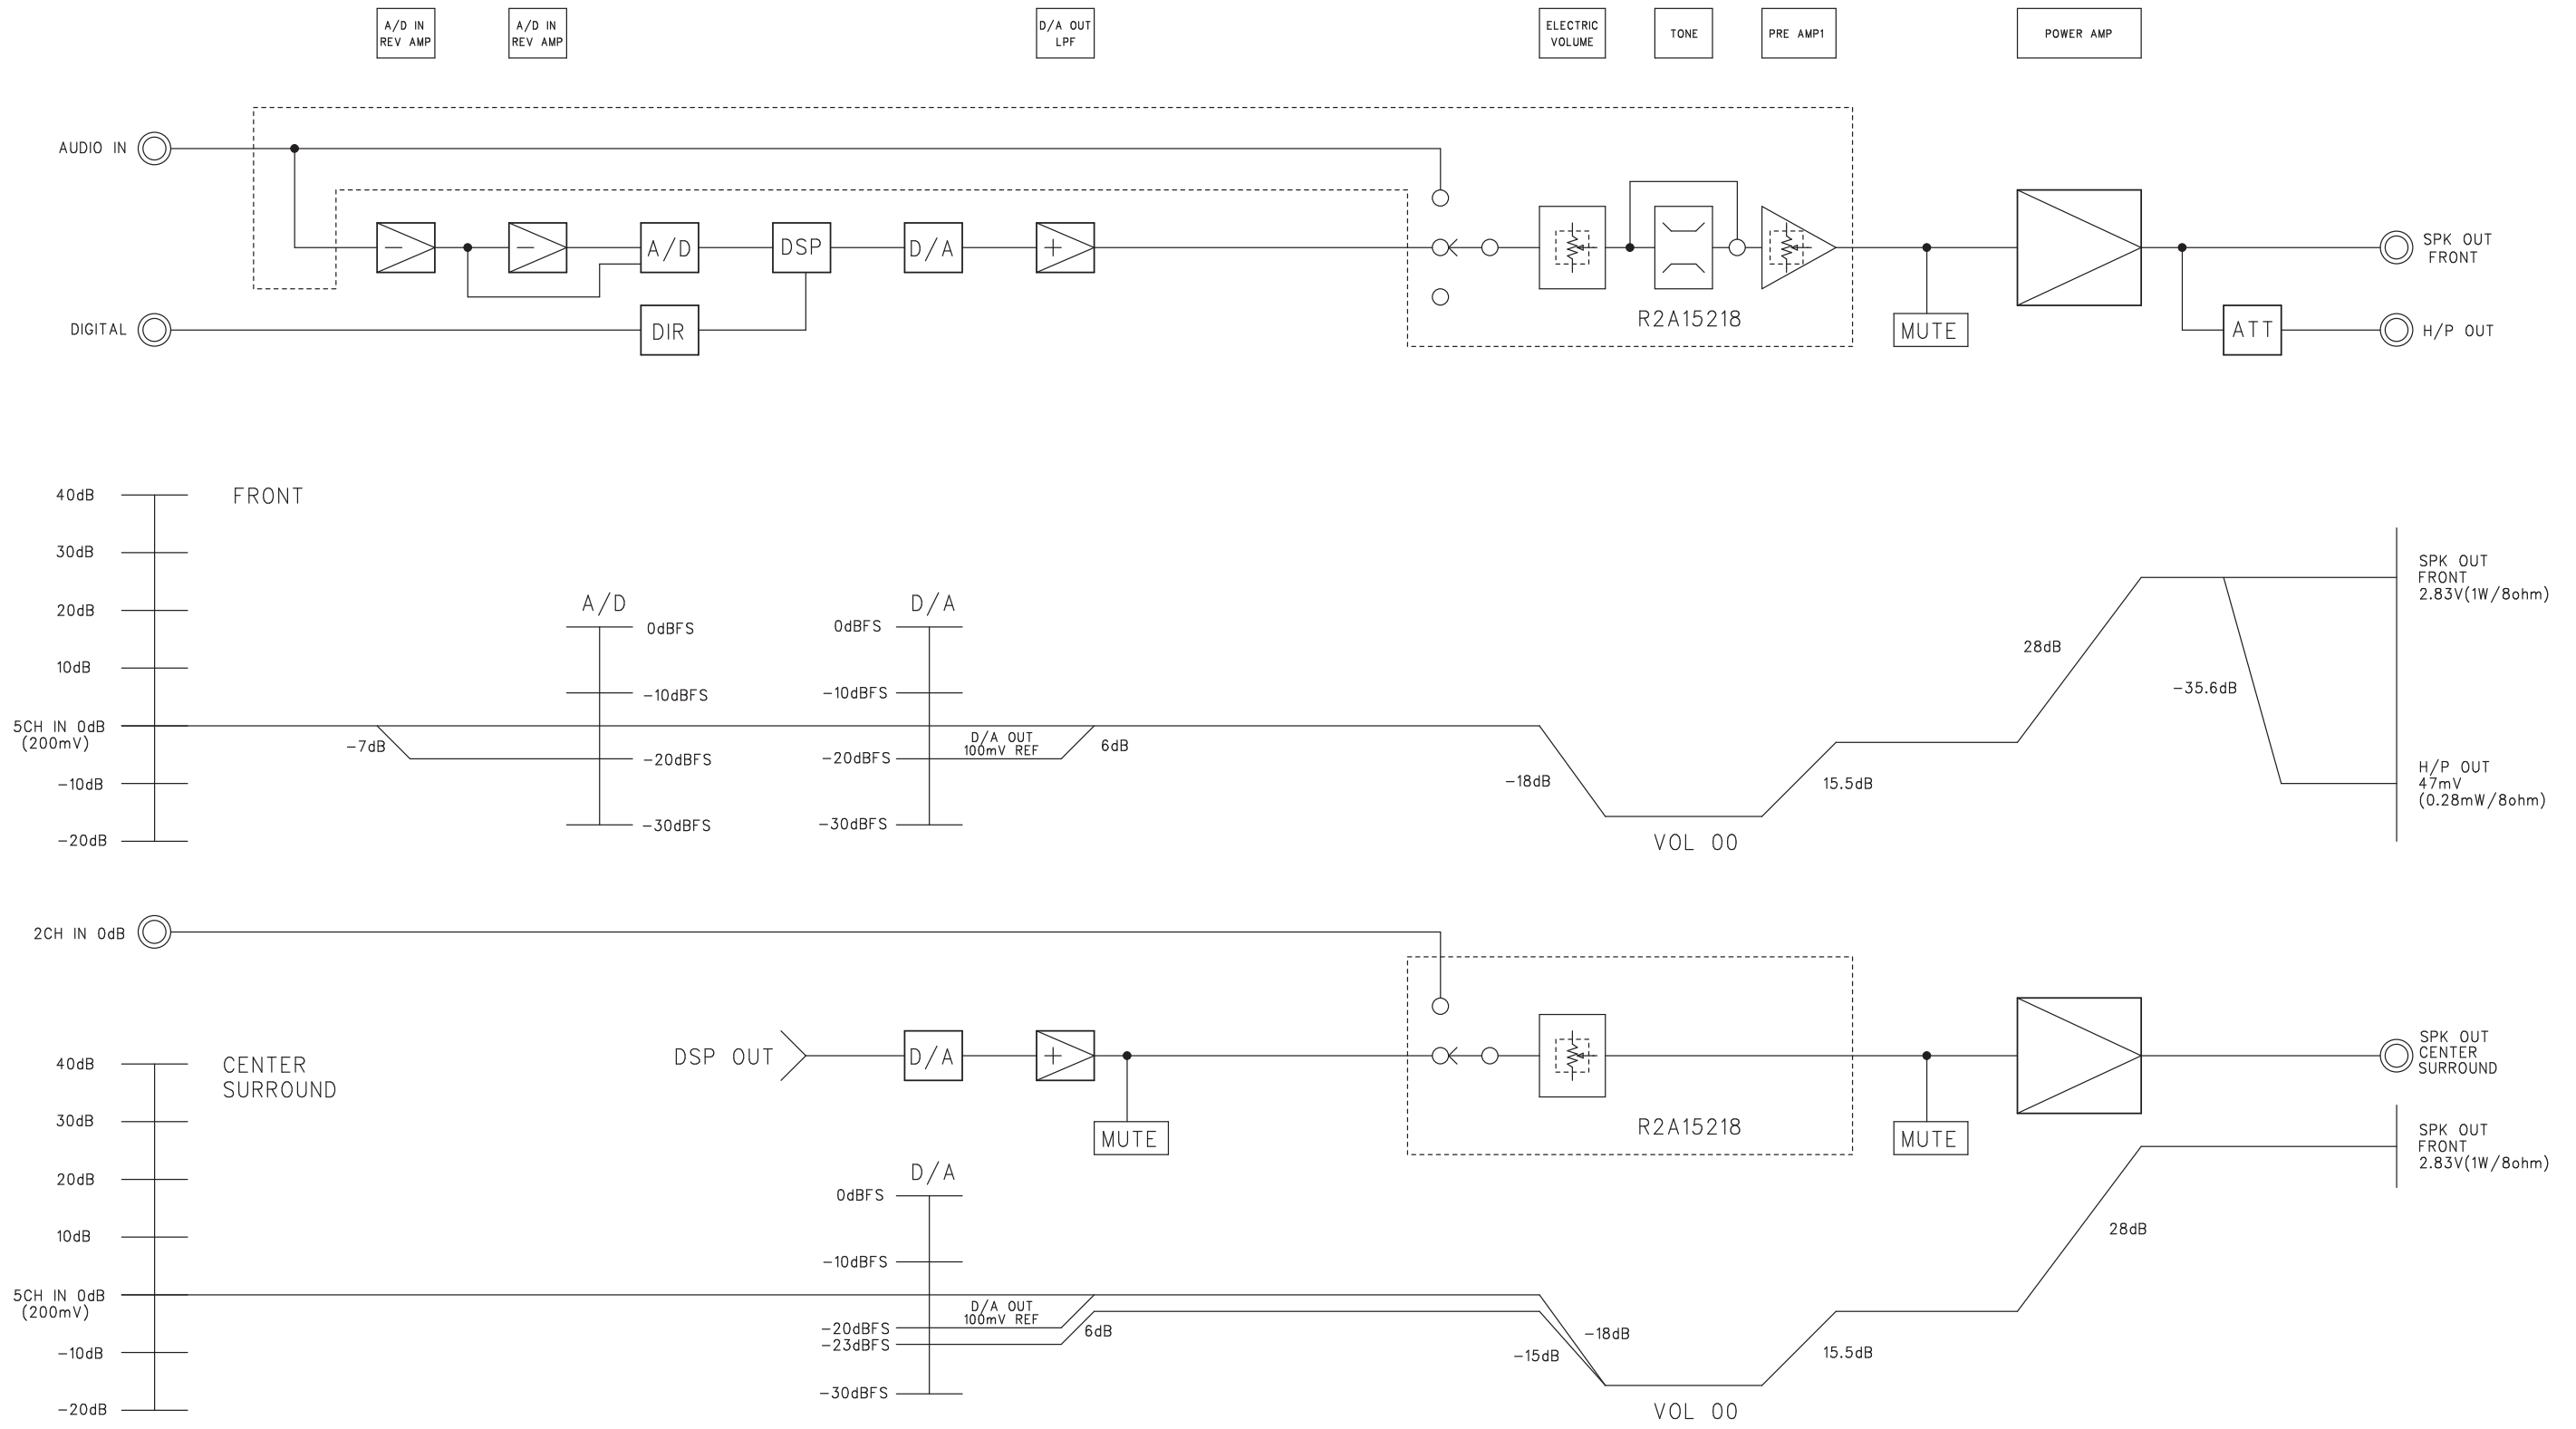 A/D IN
REV AMP
A/D IN
REV AMP
D/A OUT
LPF
ELECTRIC
VOLUME
TONE
PRE AMP1
POWER AMP
AUDIO IN
A/D
DSP
D/A
SPK OUT
FRONT
DIGITAL
DIR
R2A15218
MUTE
ATT
H/P OUT
40dB
FRONT
30dB
20dB
10dB
5CH IN 0dB
(200mV)
-10dB
-20dB
-7dB
A/D
0dBFS
-10dBFS
-20dBFS
-30dBFS
D/A
0dBFS
-10dBFS
-20dBFS
-30dBFS
D/A OUT
100mV REF
6dB
-18dB
VOL 00
15.5dB
28dB
-35.6dB
SPK OUT
FRONT
2.83V(1W/8ohm)
H/P OUT
47mV
(0.28mW/8ohm)
2CH IN 0dB
DSP OUT
D/A
MUTE
R2A15218
MUTE
SPK OUT
CENTER
SURROUND
40dB
CENTER
SURROUND
30dB
20dB
10dB
5CH IN 0dB
(200mV)
-10dB
-20dB
D/A
0dBFS
-10dBFS
-20dBFS
-23dBFS
-30dBFS
D/A OUT
100mV REF
6dB
-18dB
-15dB
VOL 00
15.5dB
28dB
SPK OUT
FRONT
2.83V(1W/8ohm)